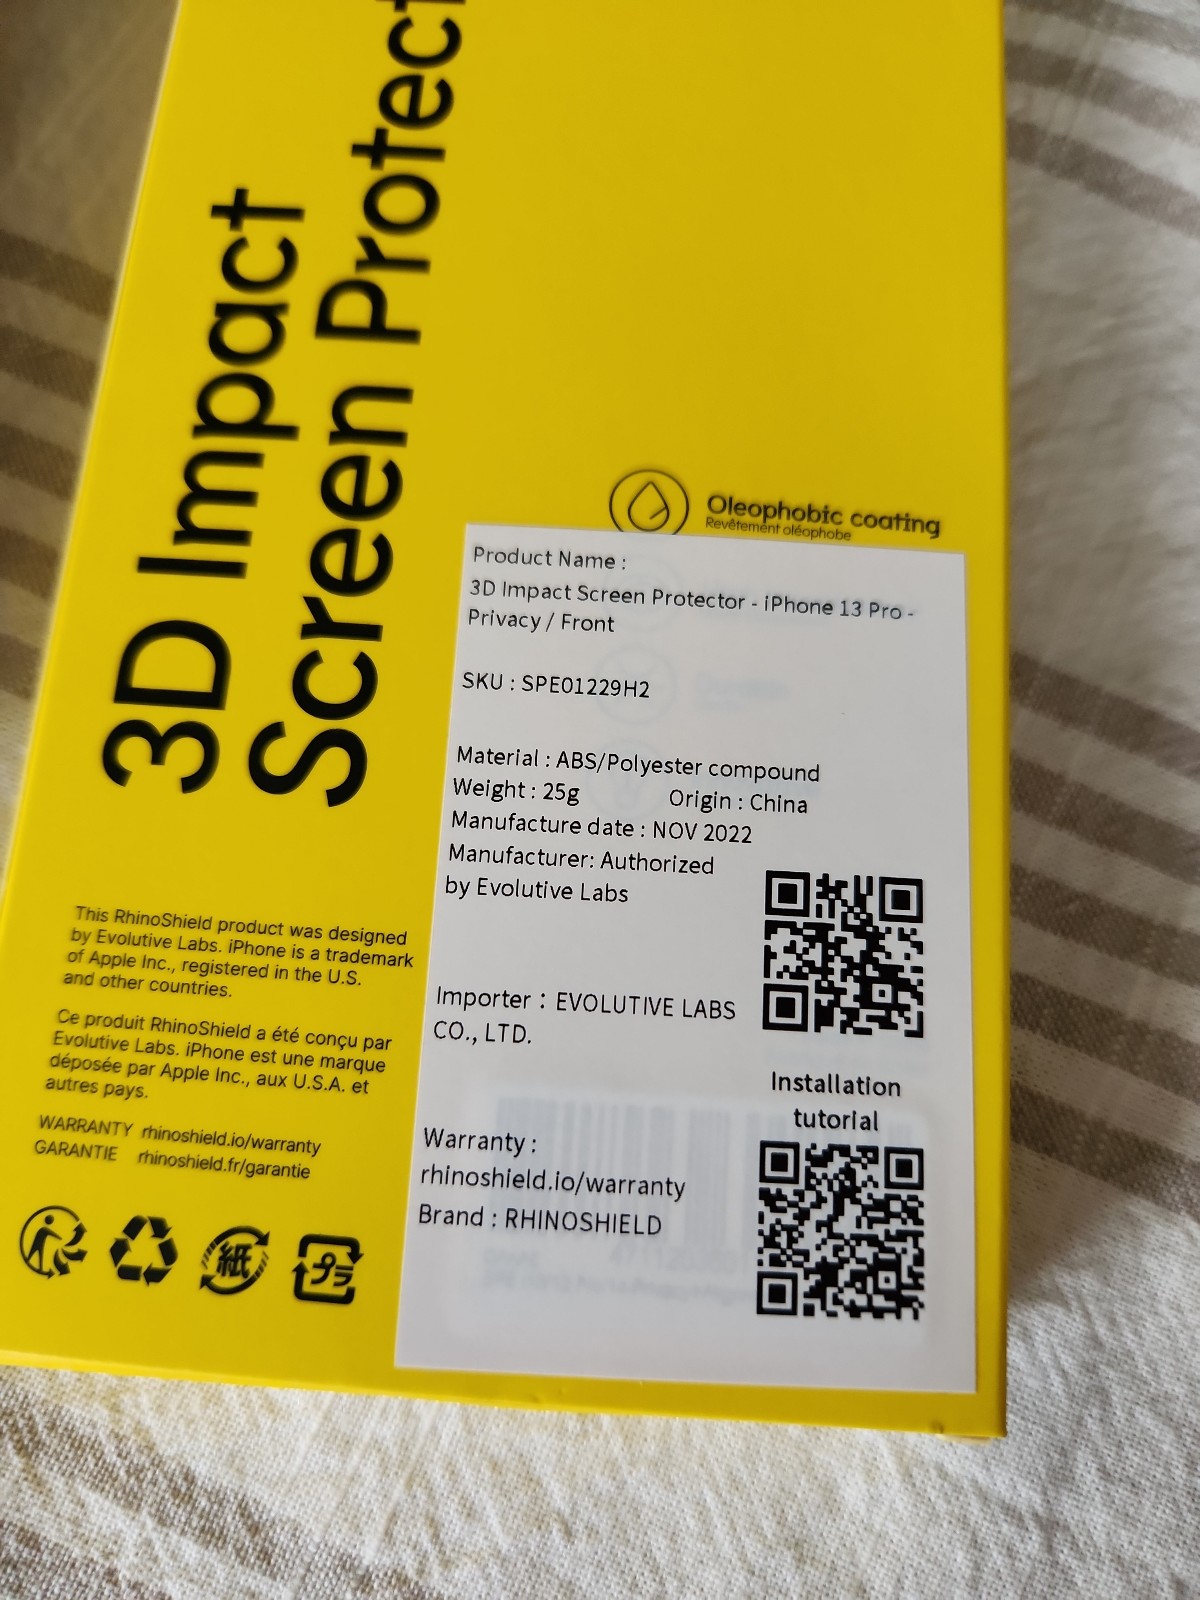 3D Impact
Screen Protec
Oleophobic coating
Revêtement oléophobe
Product Name :
3D Impact Screen Protector - iPhone 13 Pro -
Privacy / Front
SKU : SPE01229H2
Material : ABS/Polyester compound
Weight : 25g Origin : China
Manufacture date : NOV 2022
Manufacturer: Authorized
by Evolutive Labs
Importer : EVOLUTIVE LABS
CO., LTD.
Installation
tutorial
Warranty :
rhinoshield.io/warranty
Brand : RHINOSHIELD
This RhinoShield product was designed
by Evolutive Labs. iPhone is a trademark
of Apple Inc., registered in the U.S.
and other countries.
Ce produit RhinoShield a été conçu par
Evolutive Labs. iPhone est une marque
déposée par Apple Inc., aux U.S.A. et
autres pays.
WARRANTY rhinoshield.io/warranty
GARANTIE rhinoshield.fr/garantie
紙 プラ